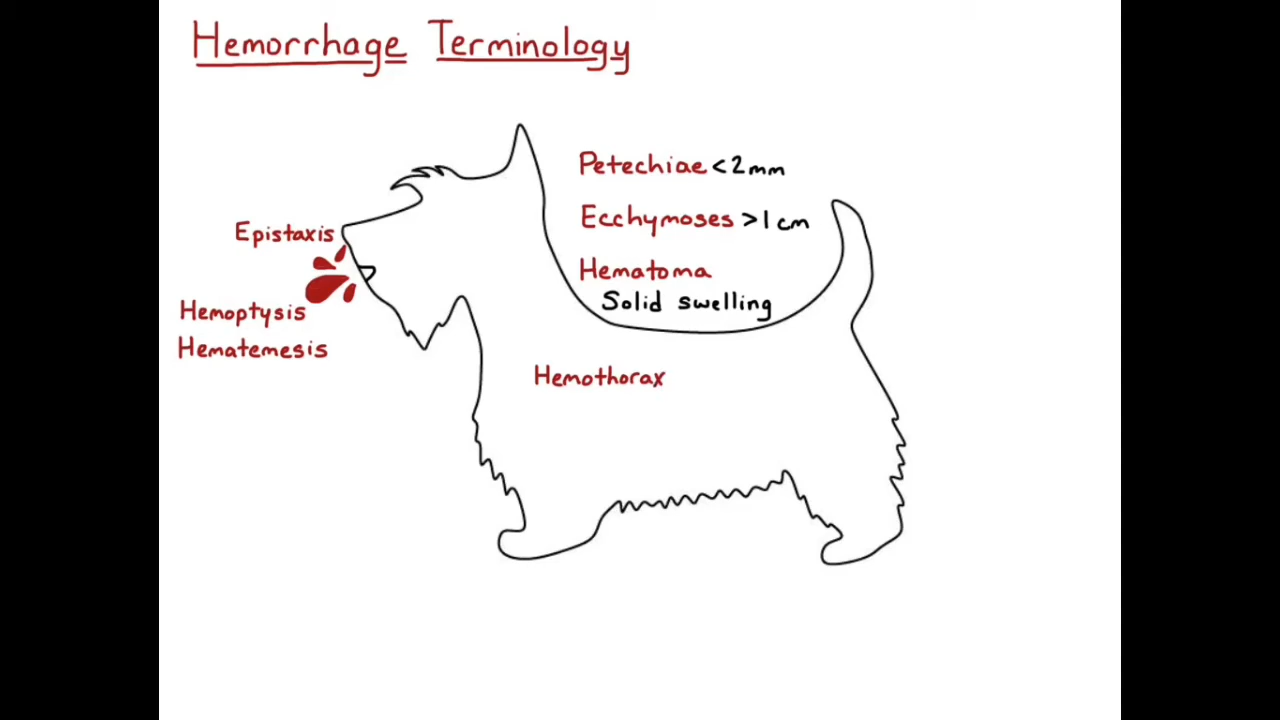 Hemorrhage Terminology
Petechiae <2mm
Ecchymoses >1cm
Hematoma
Solid swelling
Epistaxis
Hemoptysis
Hematemesis
Hemothorax